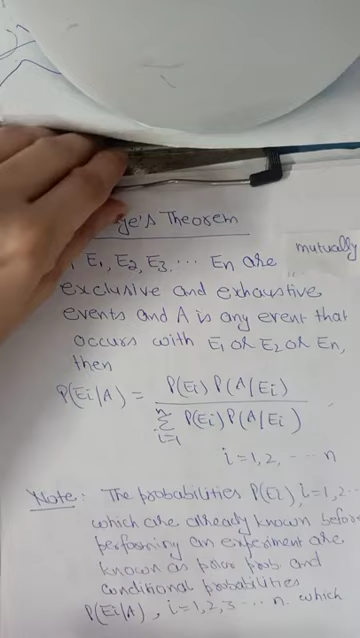 ye's Theorem
E1, E2, E3, ... En are mutually
exclusive and exhaustive
events and A is any event that
occurs with E1 or E2 or En,
then
P(Ei/A) = P(Ei) P(A/Ei) / n Σ i=1 P(Ei) P(A/Ei)
i=1,2, ... n
Note: The probabilities P(Ei), i=1,2...
which are already known before
performing an experiment are
known as prior prob. and
conditional probabilities
P(Ei/A), i=1,2,3 ... n. which